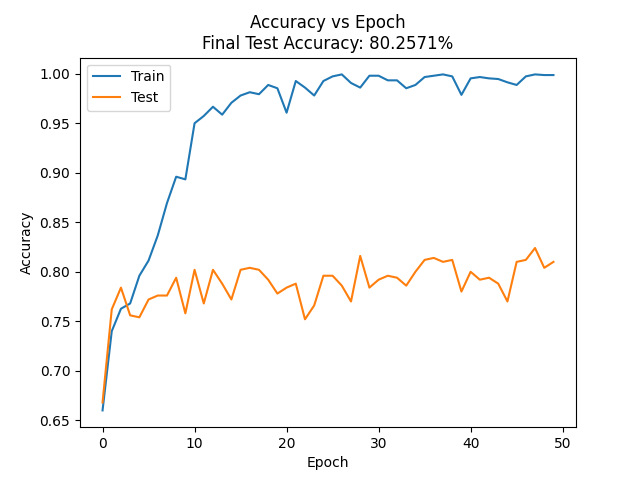 Accuracy vs Epoch
Final Test Accuracy: 80.2571%
Train
Test
1.00
0.95
0.90
0.85
0.80
0.75
0.70
0.65
Accuracy
0 10 20 30 40 50
Epoch